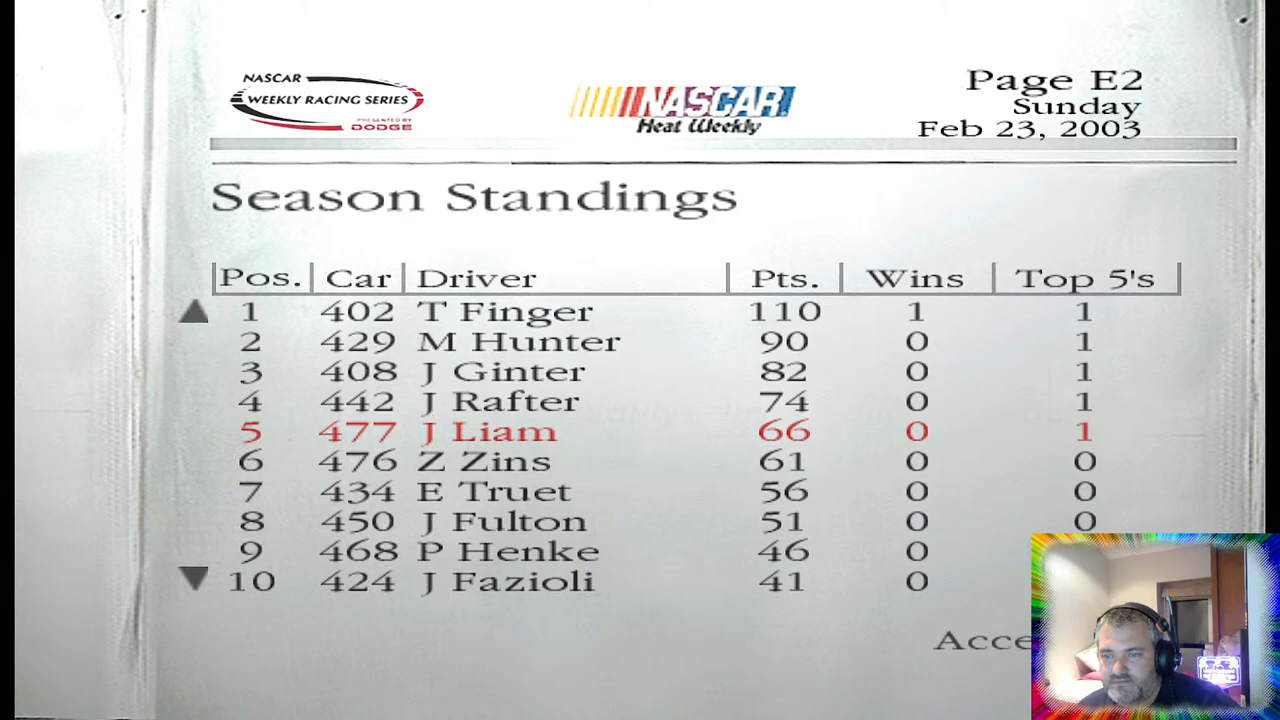 NASCAR
WEEKLY RACING SERIES
PRESENTED BY
DODGE
NASCAR
Heat Weekly
Page E2
Sunday
Feb 23, 2003
Season Standings
Pos. Car Driver Pts. Wins Top 5's
1 402 T Finger 110 1 1
2 429 M Hunter 90 0 1
3 408 J Ginter 82 0 1
4 442 J Rafter 74 0 1
5 477 J Liam 66 0 1
6 476 Z Zins 61 0 0
7 434 E Truet 56 0 0
8 450 J Fulton 51 0 0
9 468 P Henke 46 0
10 424 J Fazioli 41 0
Acce